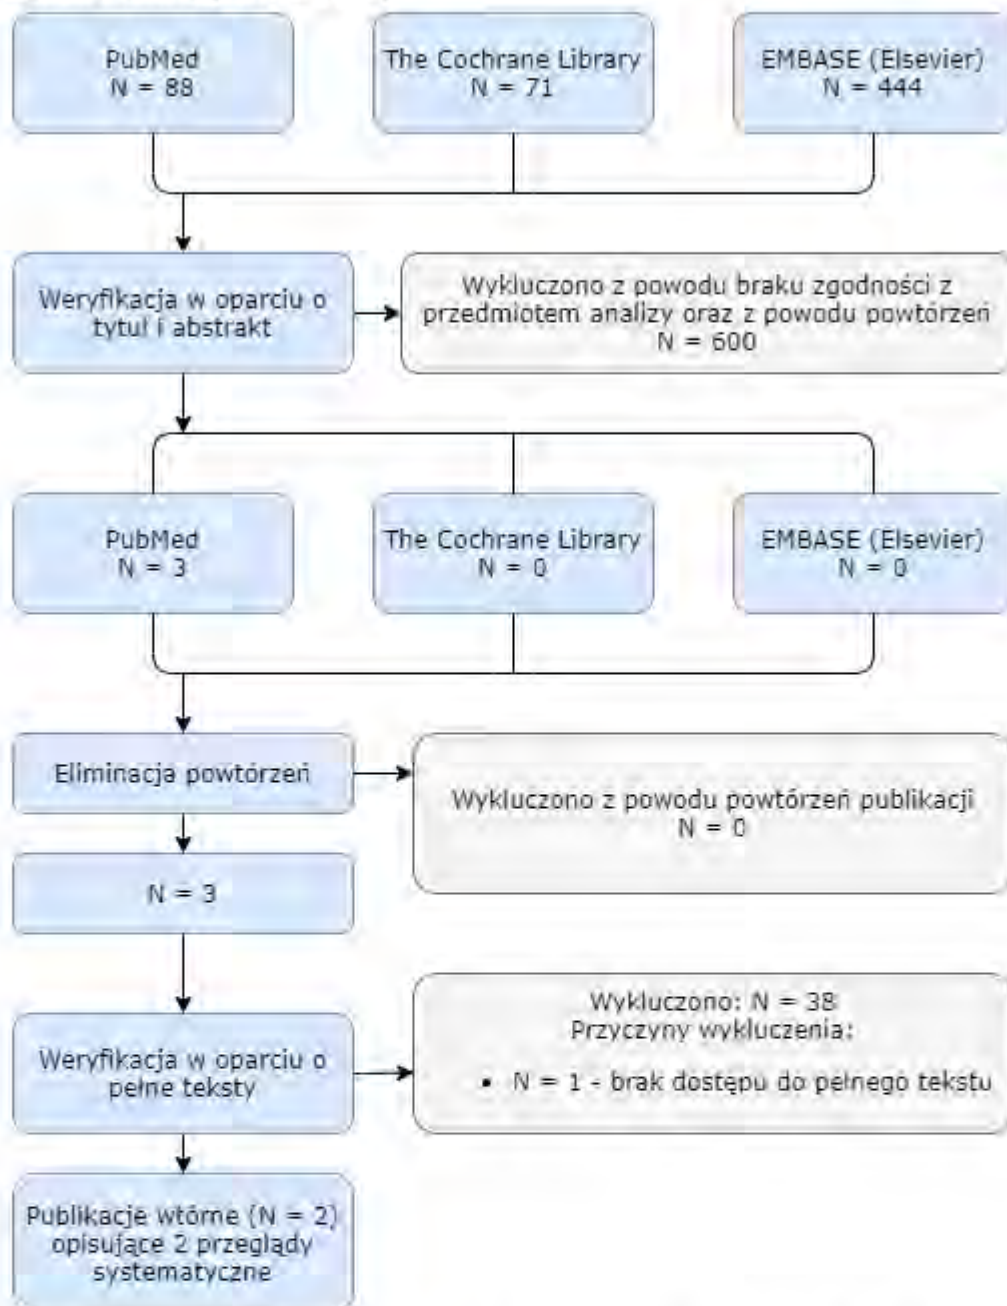 PubMed
N = 88
The Cochrane Library
N = 71
EMBASE (Elsevier)
N = 444
Weryfikacja w oparciu o
tytuł i abstrakt
Wykluczono z powodu braku zgodności z
przedmiotem analizy oraz z powodu powtórzeń
N = 600
PubMed
N = 3
The Cochrane Library
N = 0
EMBASE (Elsevier)
N = 0
Eliminacja powtórzeń
Wykluczono z powodu powtórzeń publikacji
N = 0
N = 3
Weryfikacja w oparciu o
pełne teksty
Wykluczono: N = 38
Przyczyny wykluczenia:
• N = 1 - brak dostępu do pełnego tekstu
Publikacje wtórne (N = 2)
opisujące 2 przeglądy
systematyczne